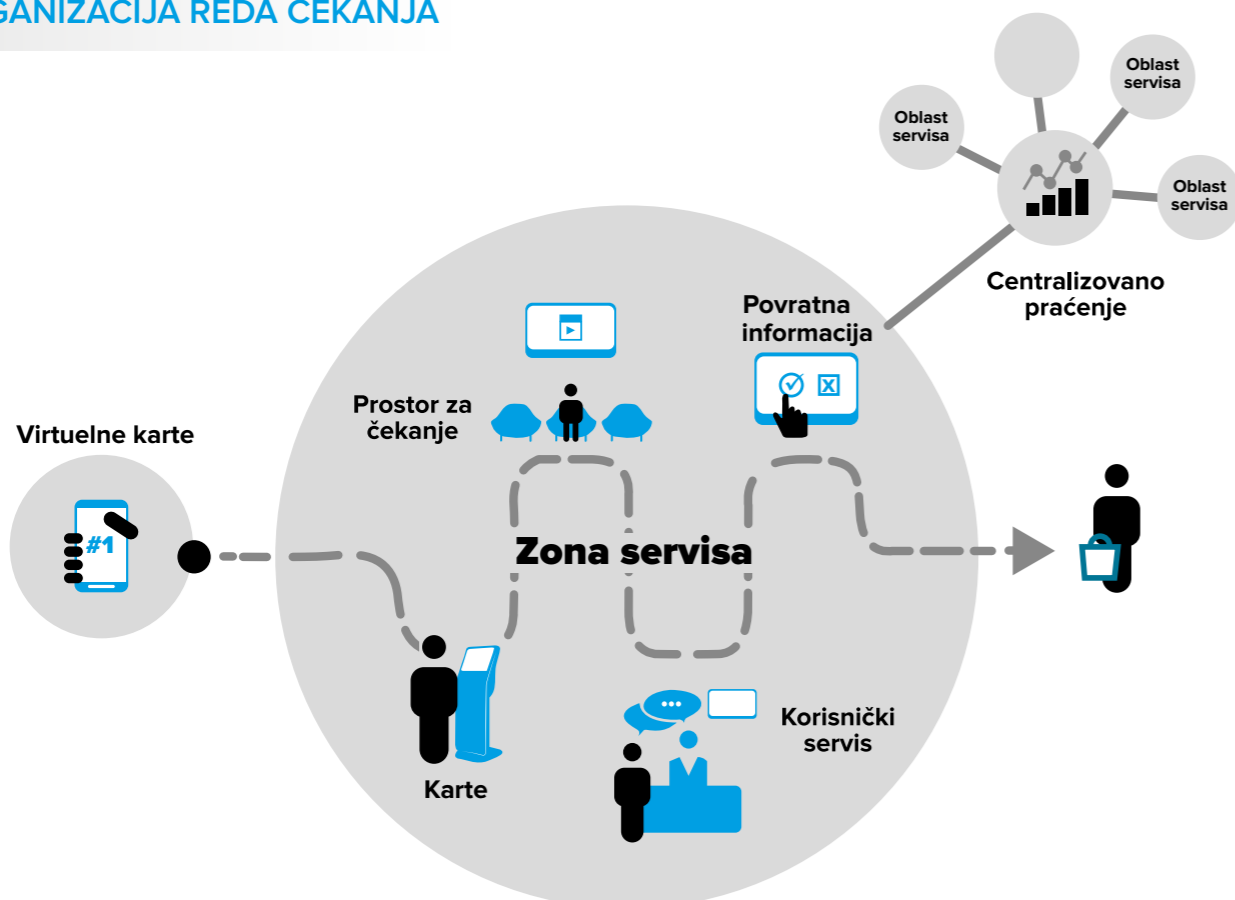 GANIZACIJA REDA ČEKANJA
Oblast
servisa
Oblast
servisa
Oblast
servisa
Centralizovano
praćenje
Povratna
informacija
Prostor za
čekanje
Virtuelne karte
#1
Zona servisa
Korisnički
servis
Karte